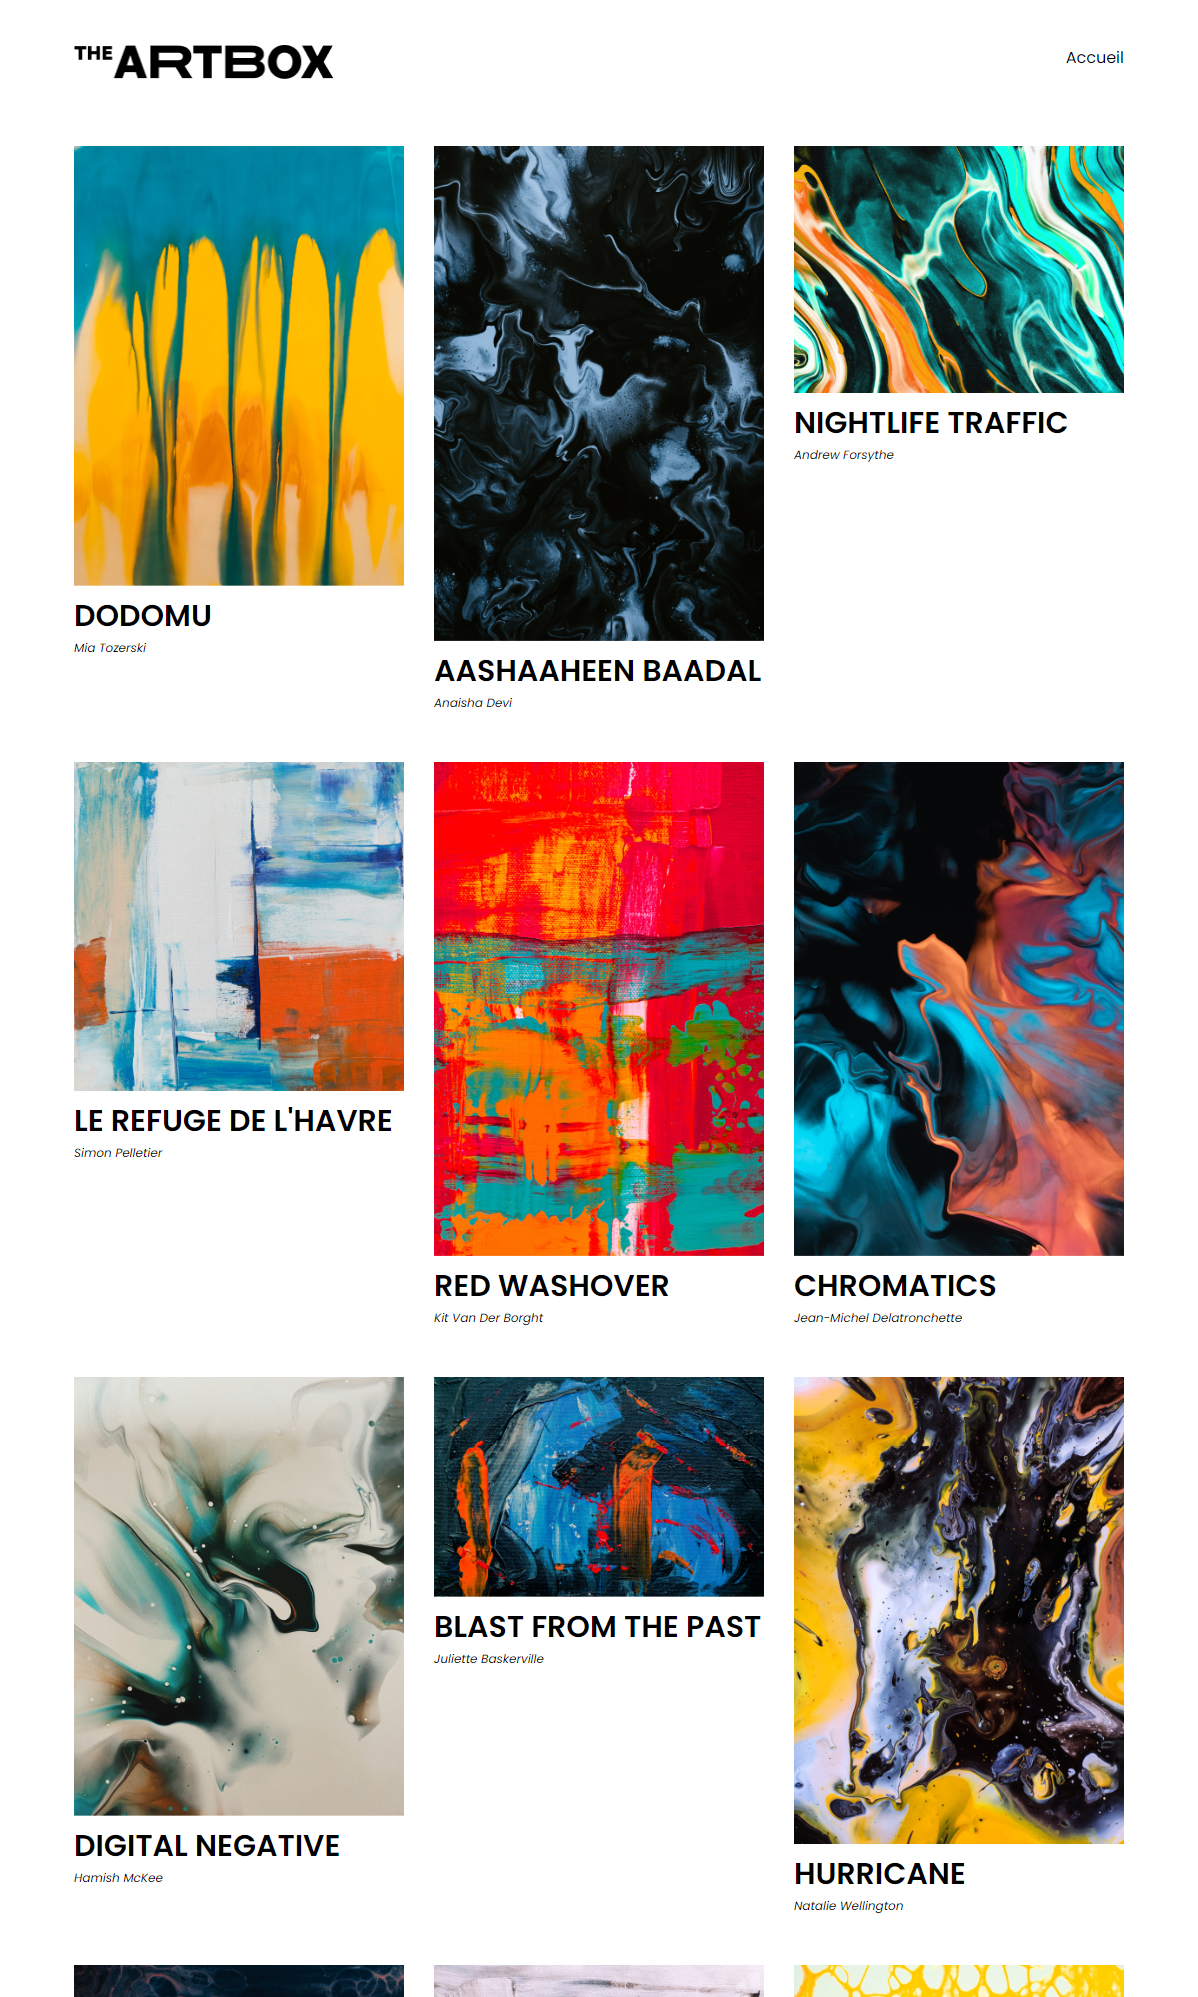 THE ARTBOX
Accueil
DODOMU
Mia Tozerski
AASHAAHEEN BAADAL
Anaisha Devi
NIGHTLIFE TRAFFIC
Andrew Forsythe
LE REFUGE DE L'HAVRE
Simon Pelletier
RED WASHOVER
Kit Van Der Borght
CHROMATICS
Jean-Michel Delatronchette
DIGITAL NEGATIVE
Hamish McKee
BLAST FROM THE PAST
Juliette Baskerville
HURRICANE
Natalie Wellington